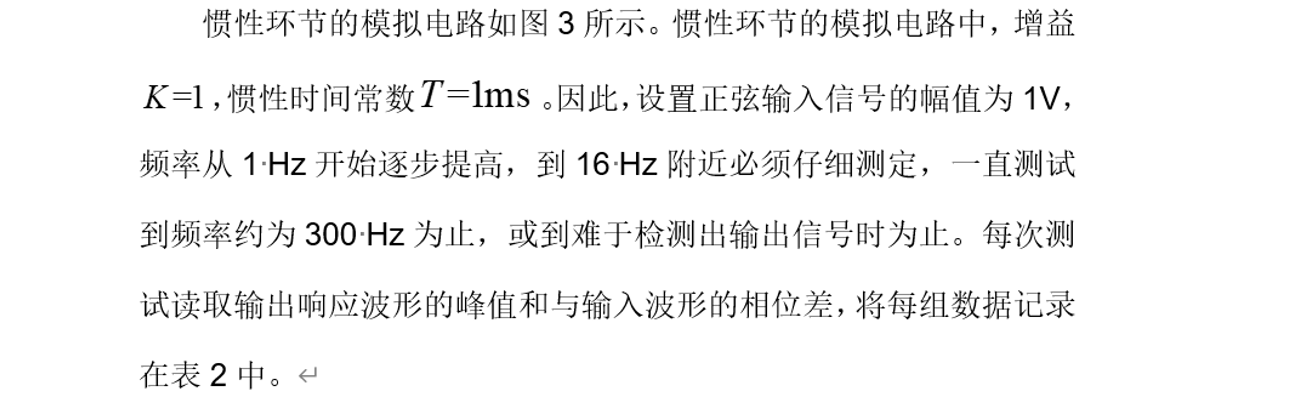 惯性环节的模拟电路如图 3 所示。惯性环节的模拟电路中，增益
K=1，惯性时间常数T=1ms。因此，设置正弦输入信号的幅值为 1V，
频率从 1·Hz 开始逐步提高，到 16·Hz 附近必须仔细测定，一直测试
到频率约为 300·Hz 为止，或到难于检测出输出信号时为止。每次测
试读取输出响应波形的峰值和与输入波形的相位差，将每组数据记录
在表 2 中。↵